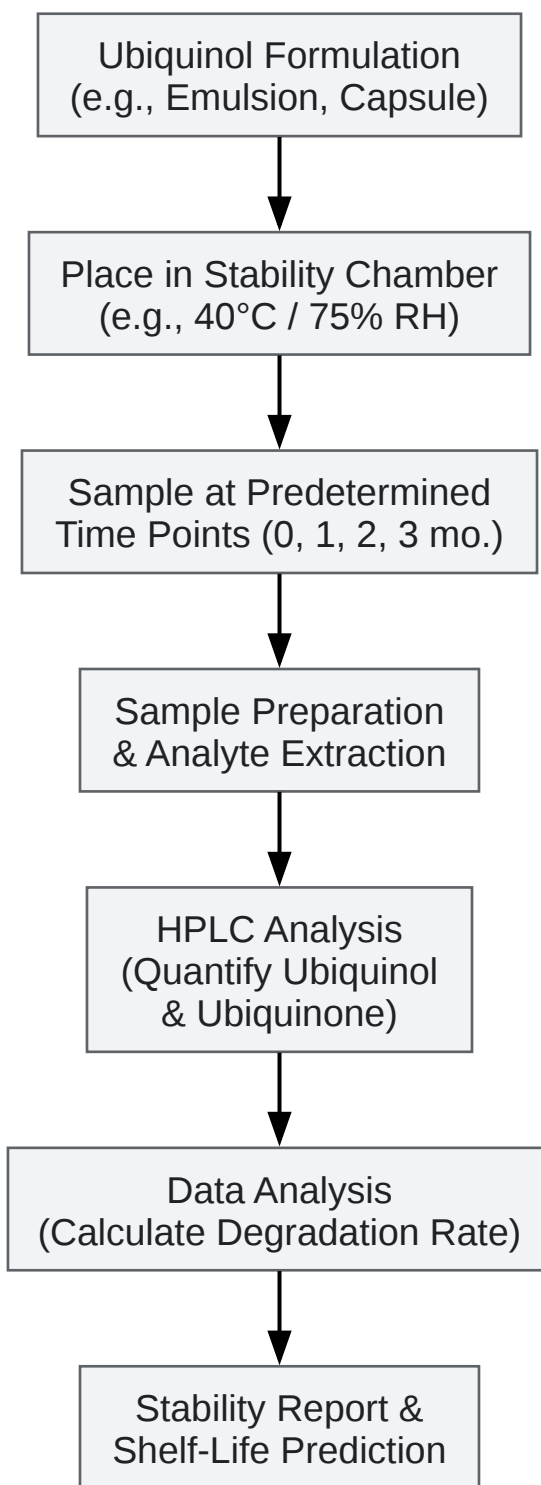 Ubiquinol Formulation
(e.g., Emulsion, Capsule)
Place in Stability Chamber
(e.g., 40°C / 75% RH)
Sample at Predetermined
Time Points (0, 1, 2, 3 mo.)
Sample Preparation
& Analyte Extraction
HPLC Analysis
(Quantify Ubiquinol
& Ubiquinone)
Data Analysis
(Calculate Degradation Rate)
Stability Report &
Shelf-Life Prediction